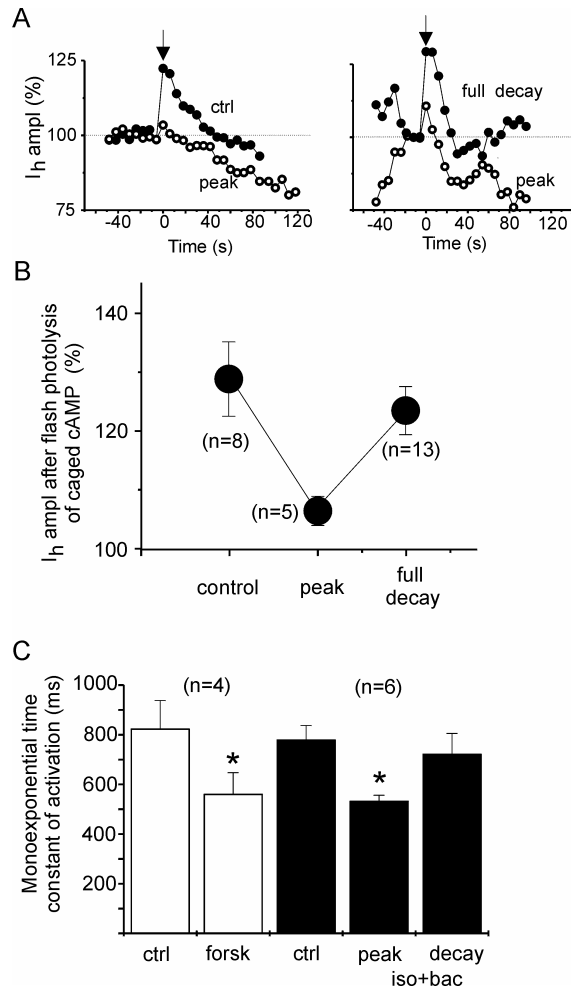 A
I h ampl (%)
125
100
75
ctrl
peak
-40 0 40 80 120
Time (s)
full decay
peak
-40 0 40 80 120
Time (s)
B
I h ampl after flash photolysis
of caged cAMP (%)
140
120
100
(n=8)
(n=5)
(n=13)
control peak full
decay
C
Monoexponential time
constant of activation (ms)
1000
800
600
400
200
(n=4) (n=6)
* *
ctrl forsk ctrl peak decay
iso+bac